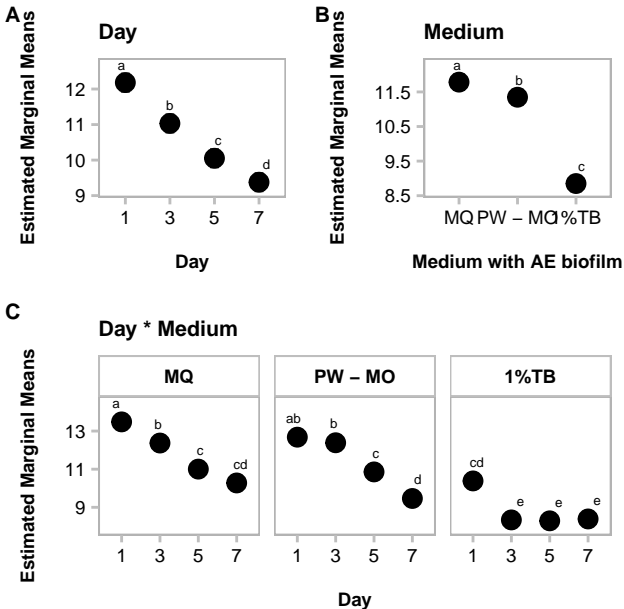 A
Day
Estimated Marginal Means
12
11
10
9
a
b
c
d
1 3 5 7
Day
B
Medium
Estimated Marginal Means
11.5
10.5
9.5
8.5
a
b
c
MQ PW – MO 1%TB
Medium with AE biofilm
C
Day * Medium
Estimated Marginal Means
MQ PW – MO 1%TB
13
11
9
a
b
c
cd
ab
b
c
d
cd
e
e
e
1 3 5 7 1 3 5 7 1 3 5 7
Day